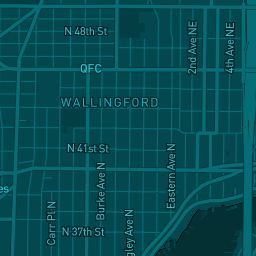 N 48th St
2nd Ave NE
4th Ave NE
QFC
WALLINGFORD
N 41st St
Burke Ave N
Eastern Ave N
Carr Pl N
Ave N
N 37th St